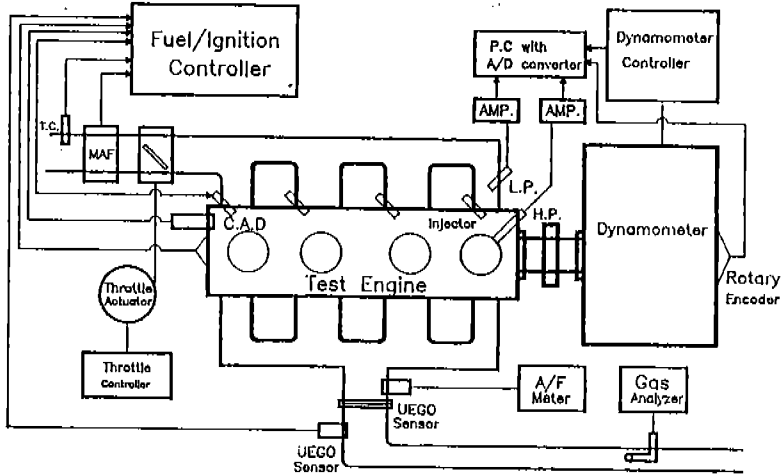 Fuel/Ignition
Controller
P.C with
A/D converter
Dynamometer
Controller
AMP.
AMP.
T.C.
MAF
L.P.
H.P.
C.A.D
Injector
Dynamometer
Test Engine
Throttle
Actuator
Rotary
Encoder
Throttle
Controller
A/F
Meter
Gas
Analyzer
UEGO
Sensor
UEGO
Sensor